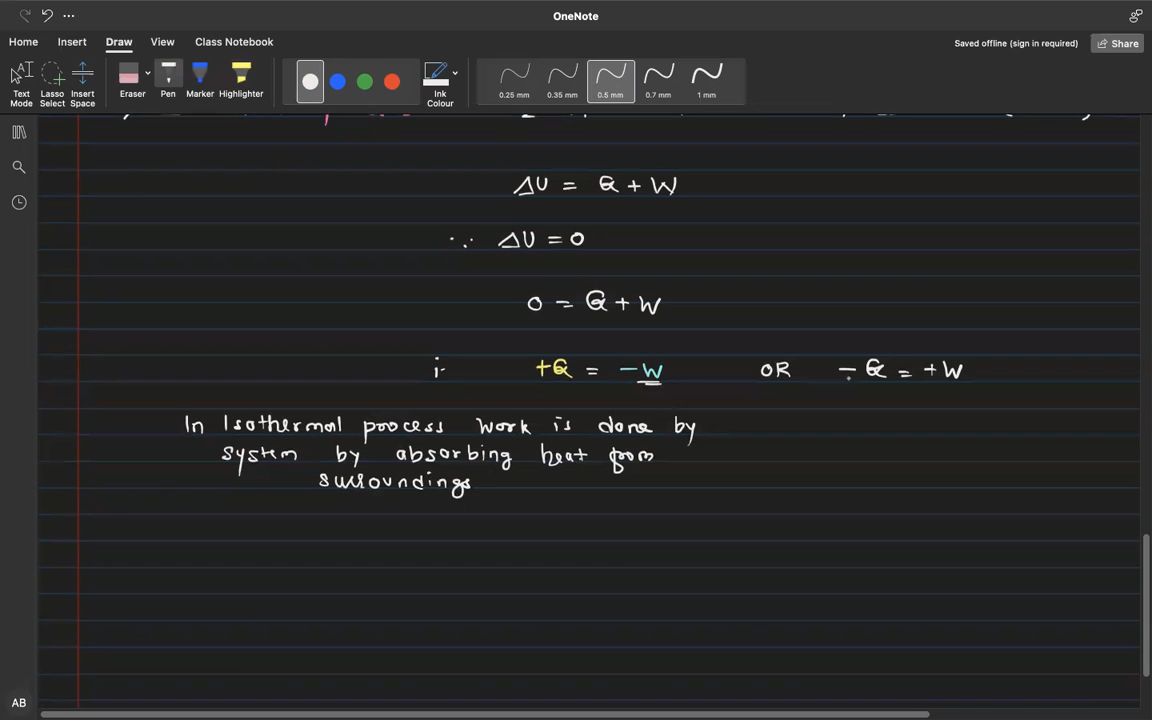 OneNote
Home Insert Draw View Class Notebook
Saved offline (sign in required) Share
Text Mode
Lasso Select
Insert Space
Eraser
Pen
Marker
Highlighter
Ink Colour
0.25 mm 0.35 mm 0.5 mm 0.7 mm 1 mm
ΔU = Q + W
∵ ΔU = 0
0 = Q + W
+Q = -W OR -Q = +W
In Isothermal process work is done by
system by absorbing heat from
surroundings
AB